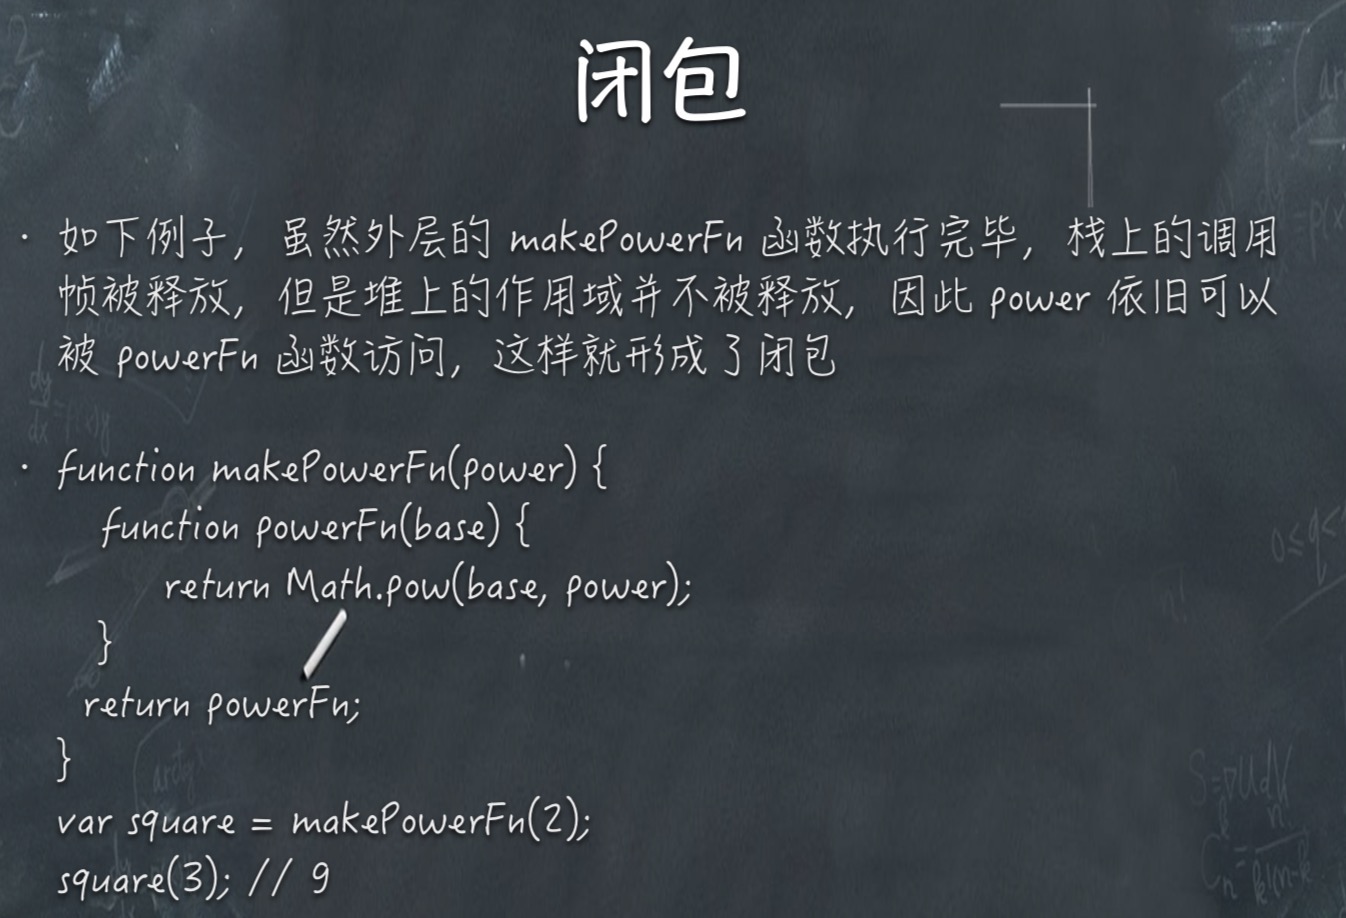 闭包
· 如下例子，虽然外层的 makePowerFn 函数执行完毕，栈上的调用
帧被释放，但是堆上的作用域并不被释放，因此 power 依旧可以
被 powerFn 函数访问，这样就形成了闭包
· function makePowerFn(power) {
function powerFn(base) {
return Math.pow(base, power);
}
return powerFn;
}
var square = makePowerFn(2);
square(3); // 9